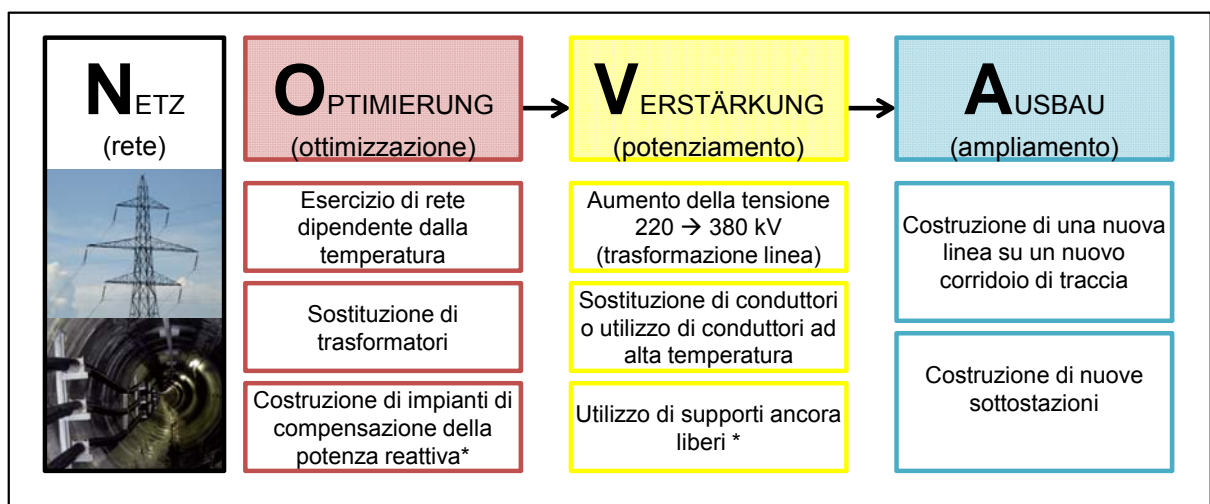 NETZ
(rete)
OPTIMIERUNG
(ottimizzazione)
VERSTÄRKUNG
(potenziamento)
AUSBAU
(ampliamento)
Esercizio di rete
dipendente dalla
temperatura
Sostituzione di
trasformatori
Costruzione di impianti di
compensazione della
potenza reattiva*
Aumento della tensione
220 → 380 kV
(trasformazione linea)
Sostituzione di conduttori
o utilizzo di conduttori ad
alta temperatura
Utilizzo di supporti ancora
liberi *
Costruzione di una nuova
linea su un nuovo
corridoio di traccia
Costruzione di nuove
sottostazioni